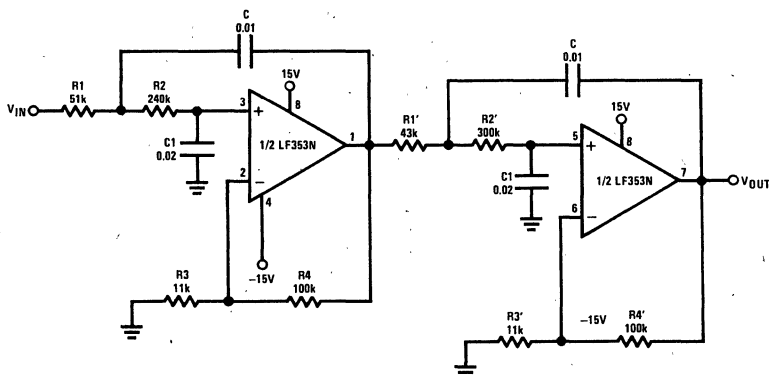 C
0.01
R1
51k
R2
240k
15V
8
VIN
3
+
C1
0.02
1/2 LF353N
1
2
−
4
−15V
R3
11k
R4
100k
C
0.01
R1'
43k
R2'
300k
15V
8
5
+
C1
0.02
1/2 LF353N
7
VOUT
6
−
R3'
11k
−15V
R4'
100k